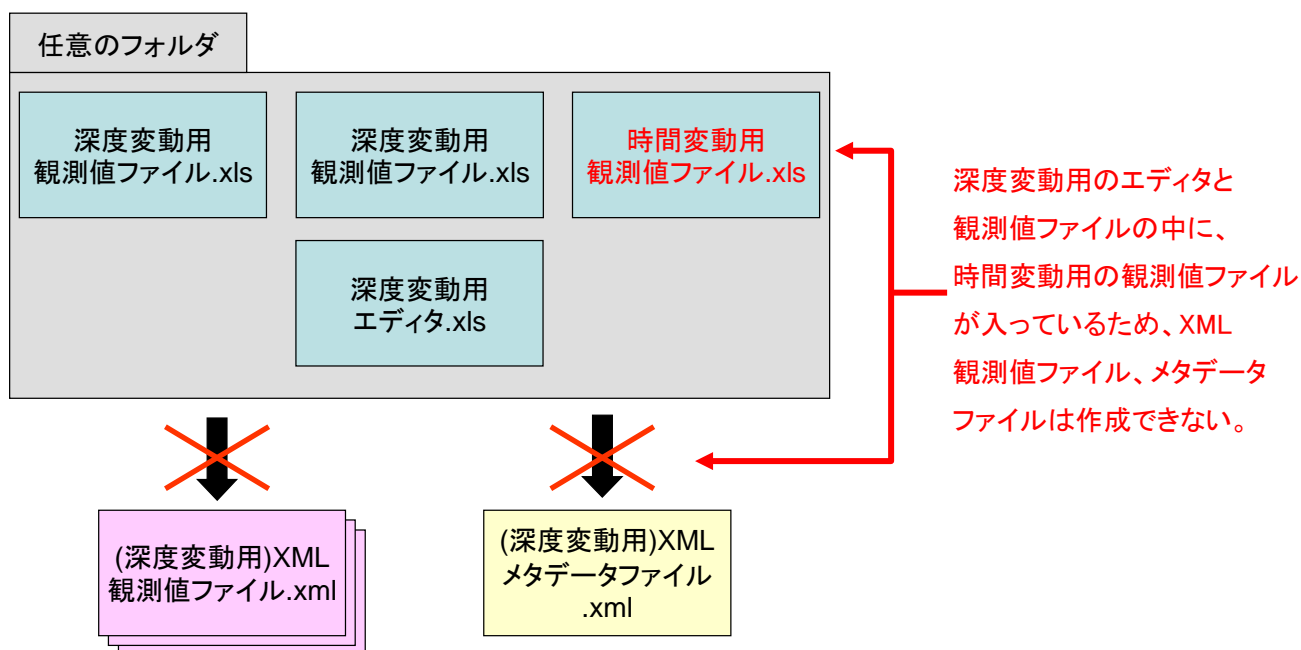 任意のフォルダ
深度変動用
観測値ファイル.xls
深度変動用
観測値ファイル.xls
時間変動用
観測値ファイル.xls
深度変動用
エディタ.xls
深度変動用のエディタと
観測値ファイルの中に、
時間変動用の観測値ファイル
が入っているため、XML
観測値ファイル、メタデータ
ファイルは作成できない。
(深度変動用)XML
観測値ファイル.xml
(深度変動用)XML
メタデータファイル
.xml